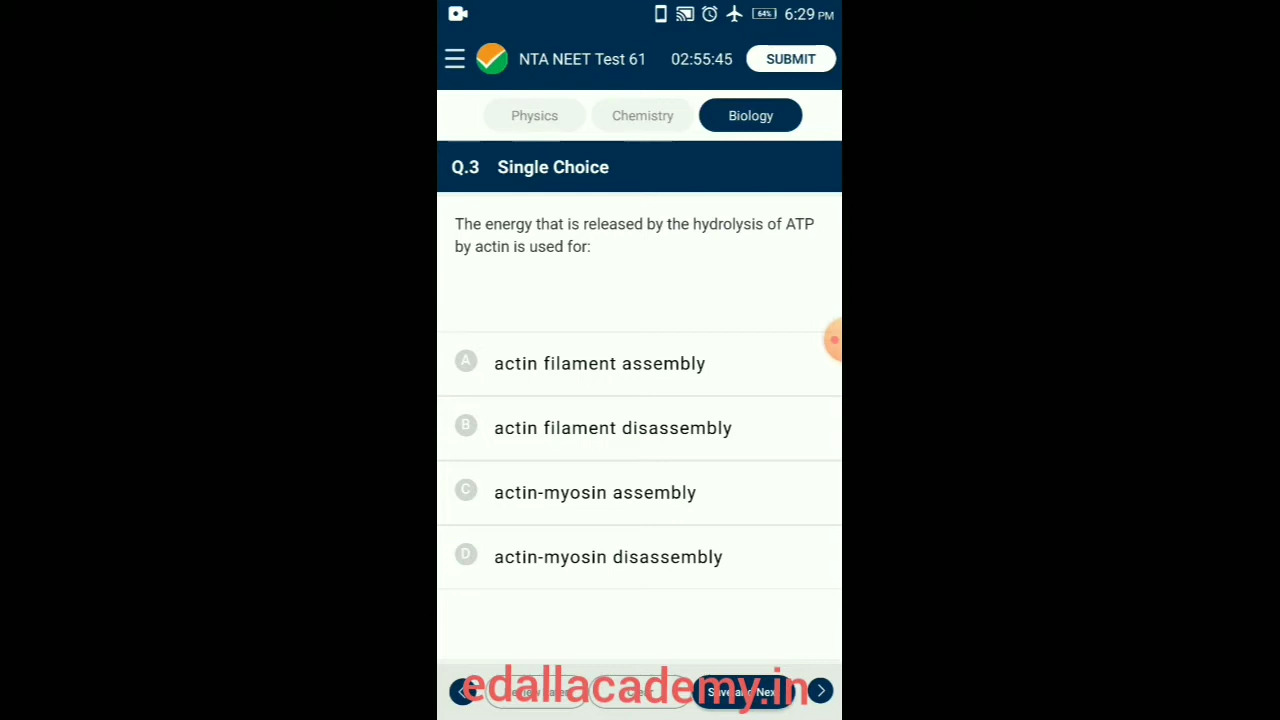 64% 6:29 PM
NTA NEET Test 61 02:55:45 SUBMIT
Physics Chemistry Biology
Q.3 Single Choice
The energy that is released by the hydrolysis of ATP
by actin is used for:
A actin filament assembly
B actin filament disassembly
C actin-myosin assembly
D actin-myosin disassembly
edallacademy.in